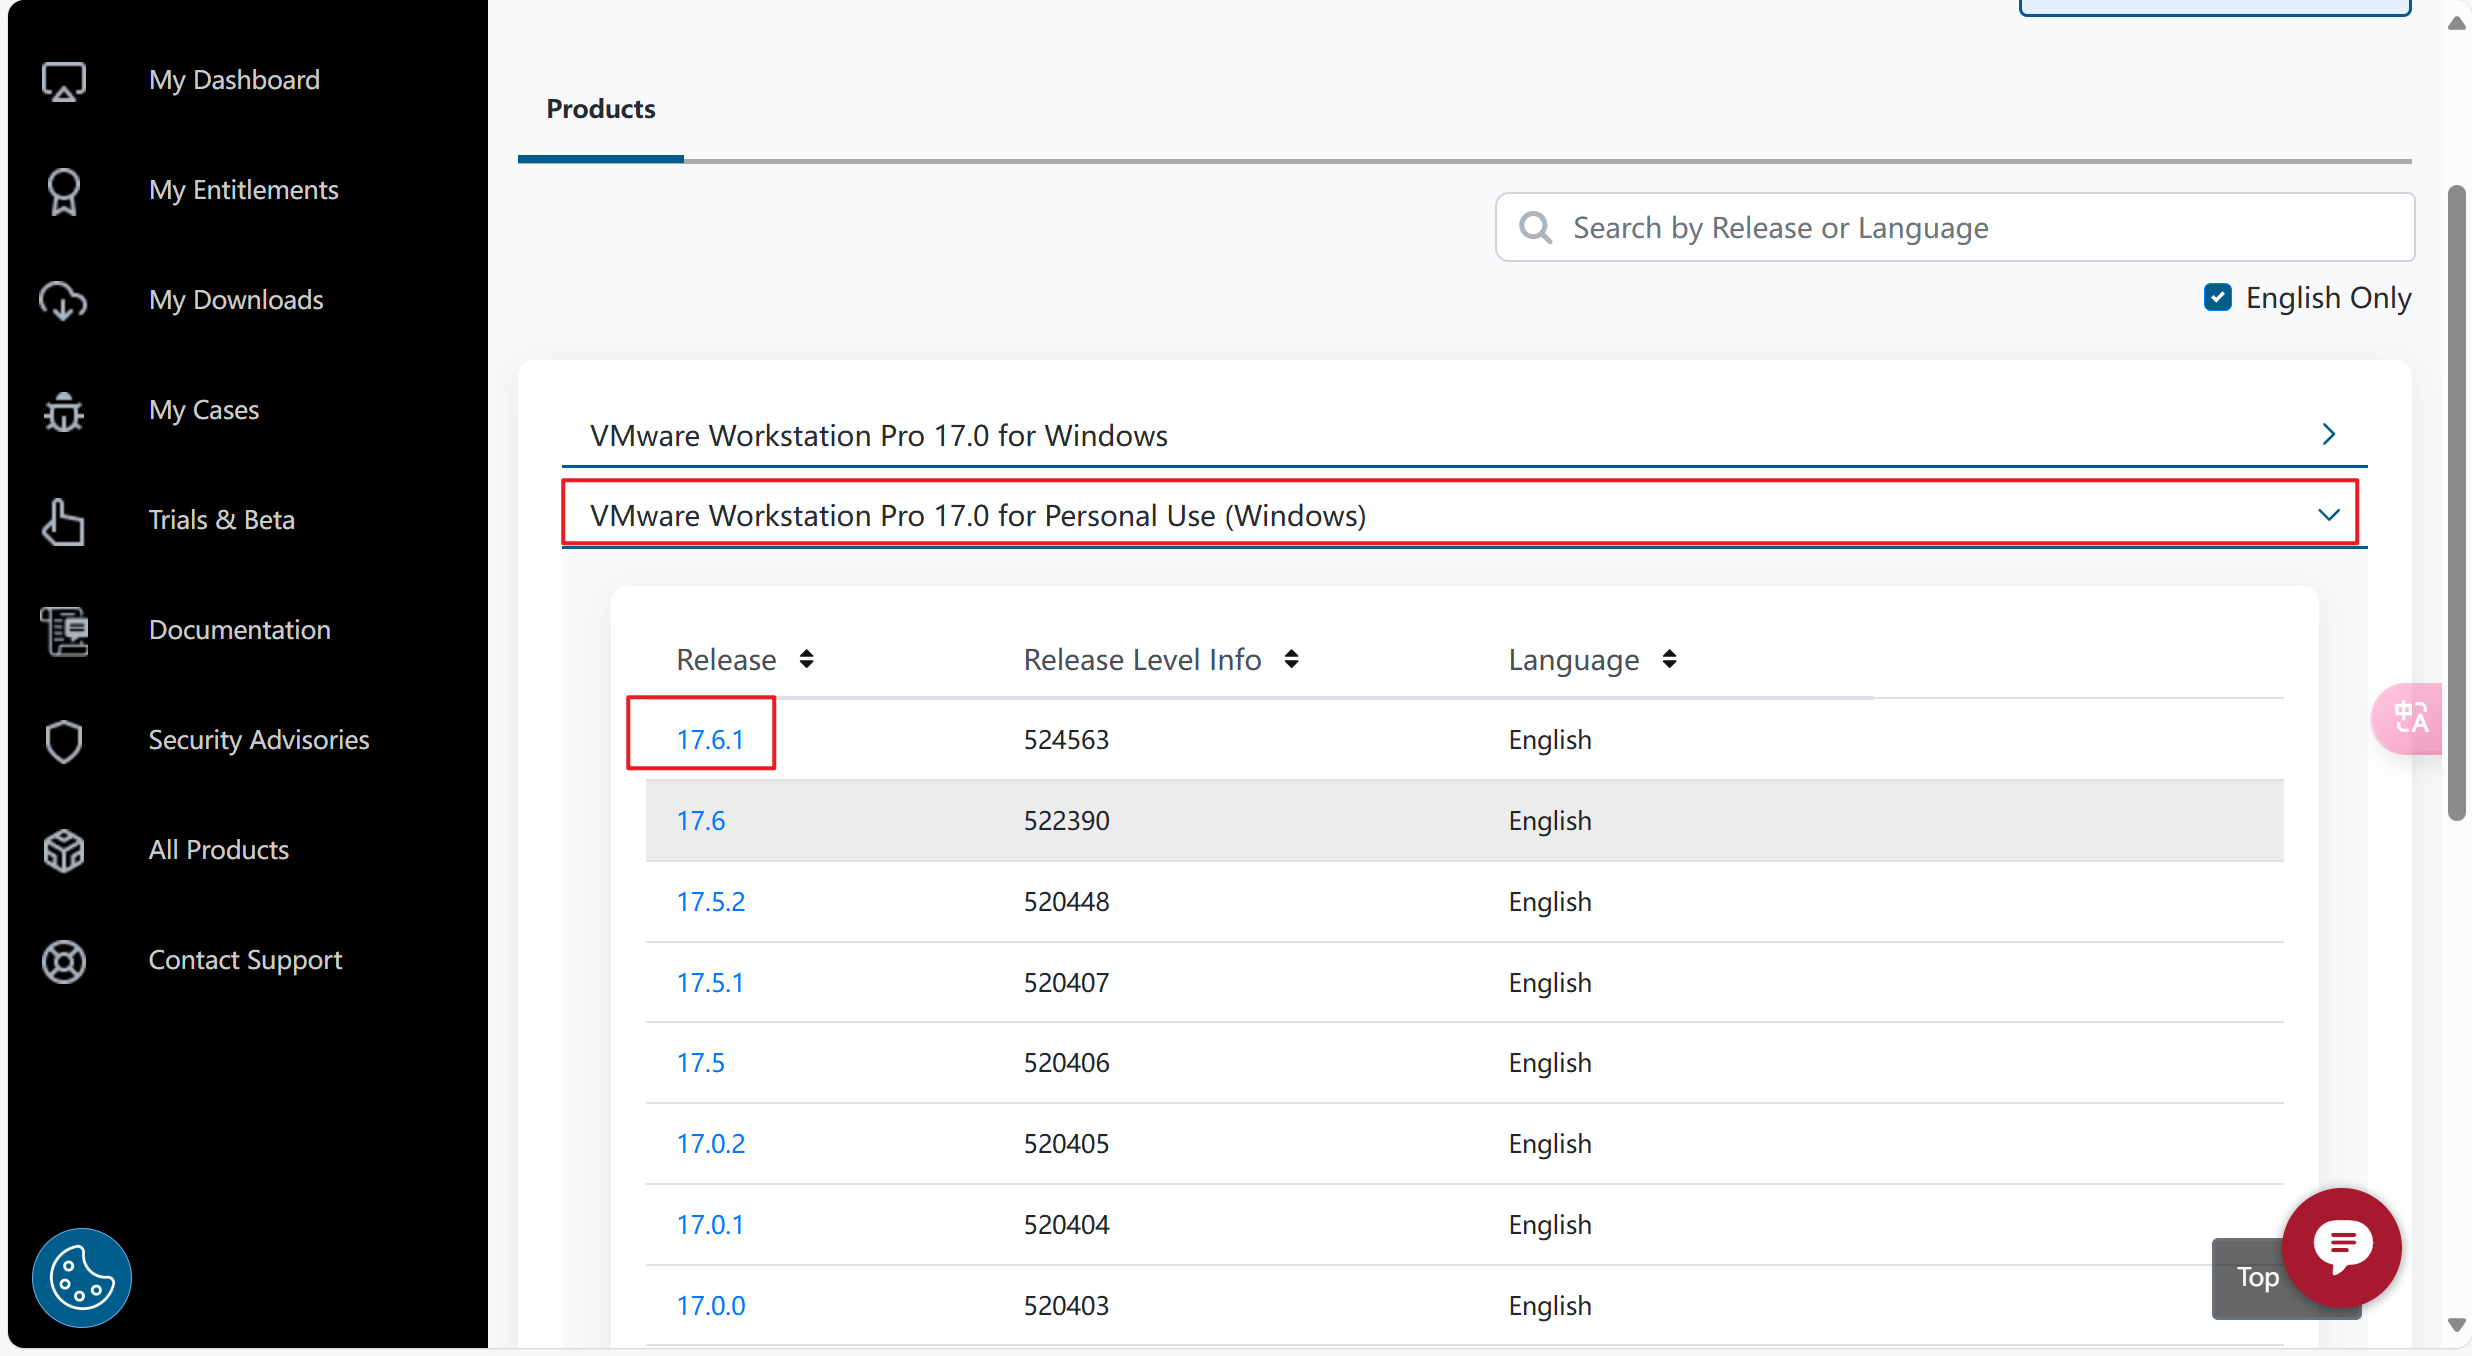 My Dashboard
My Entitlements
My Downloads
My Cases
Trials & Beta
Documentation
Security Advisories
All Products
Contact Support
Products
Search by Release or Language
English Only
VMware Workstation Pro 17.0 for Windows
VMware Workstation Pro 17.0 for Personal Use (Windows)
Release Release Level Info Language
17.6.1 524563 English
17.6 522390 English
17.5.2 520448 English
17.5.1 520407 English
17.5 520406 English
17.0.2 520405 English
17.0.1 520404 English
17.0.0 520403 English
中A
Top